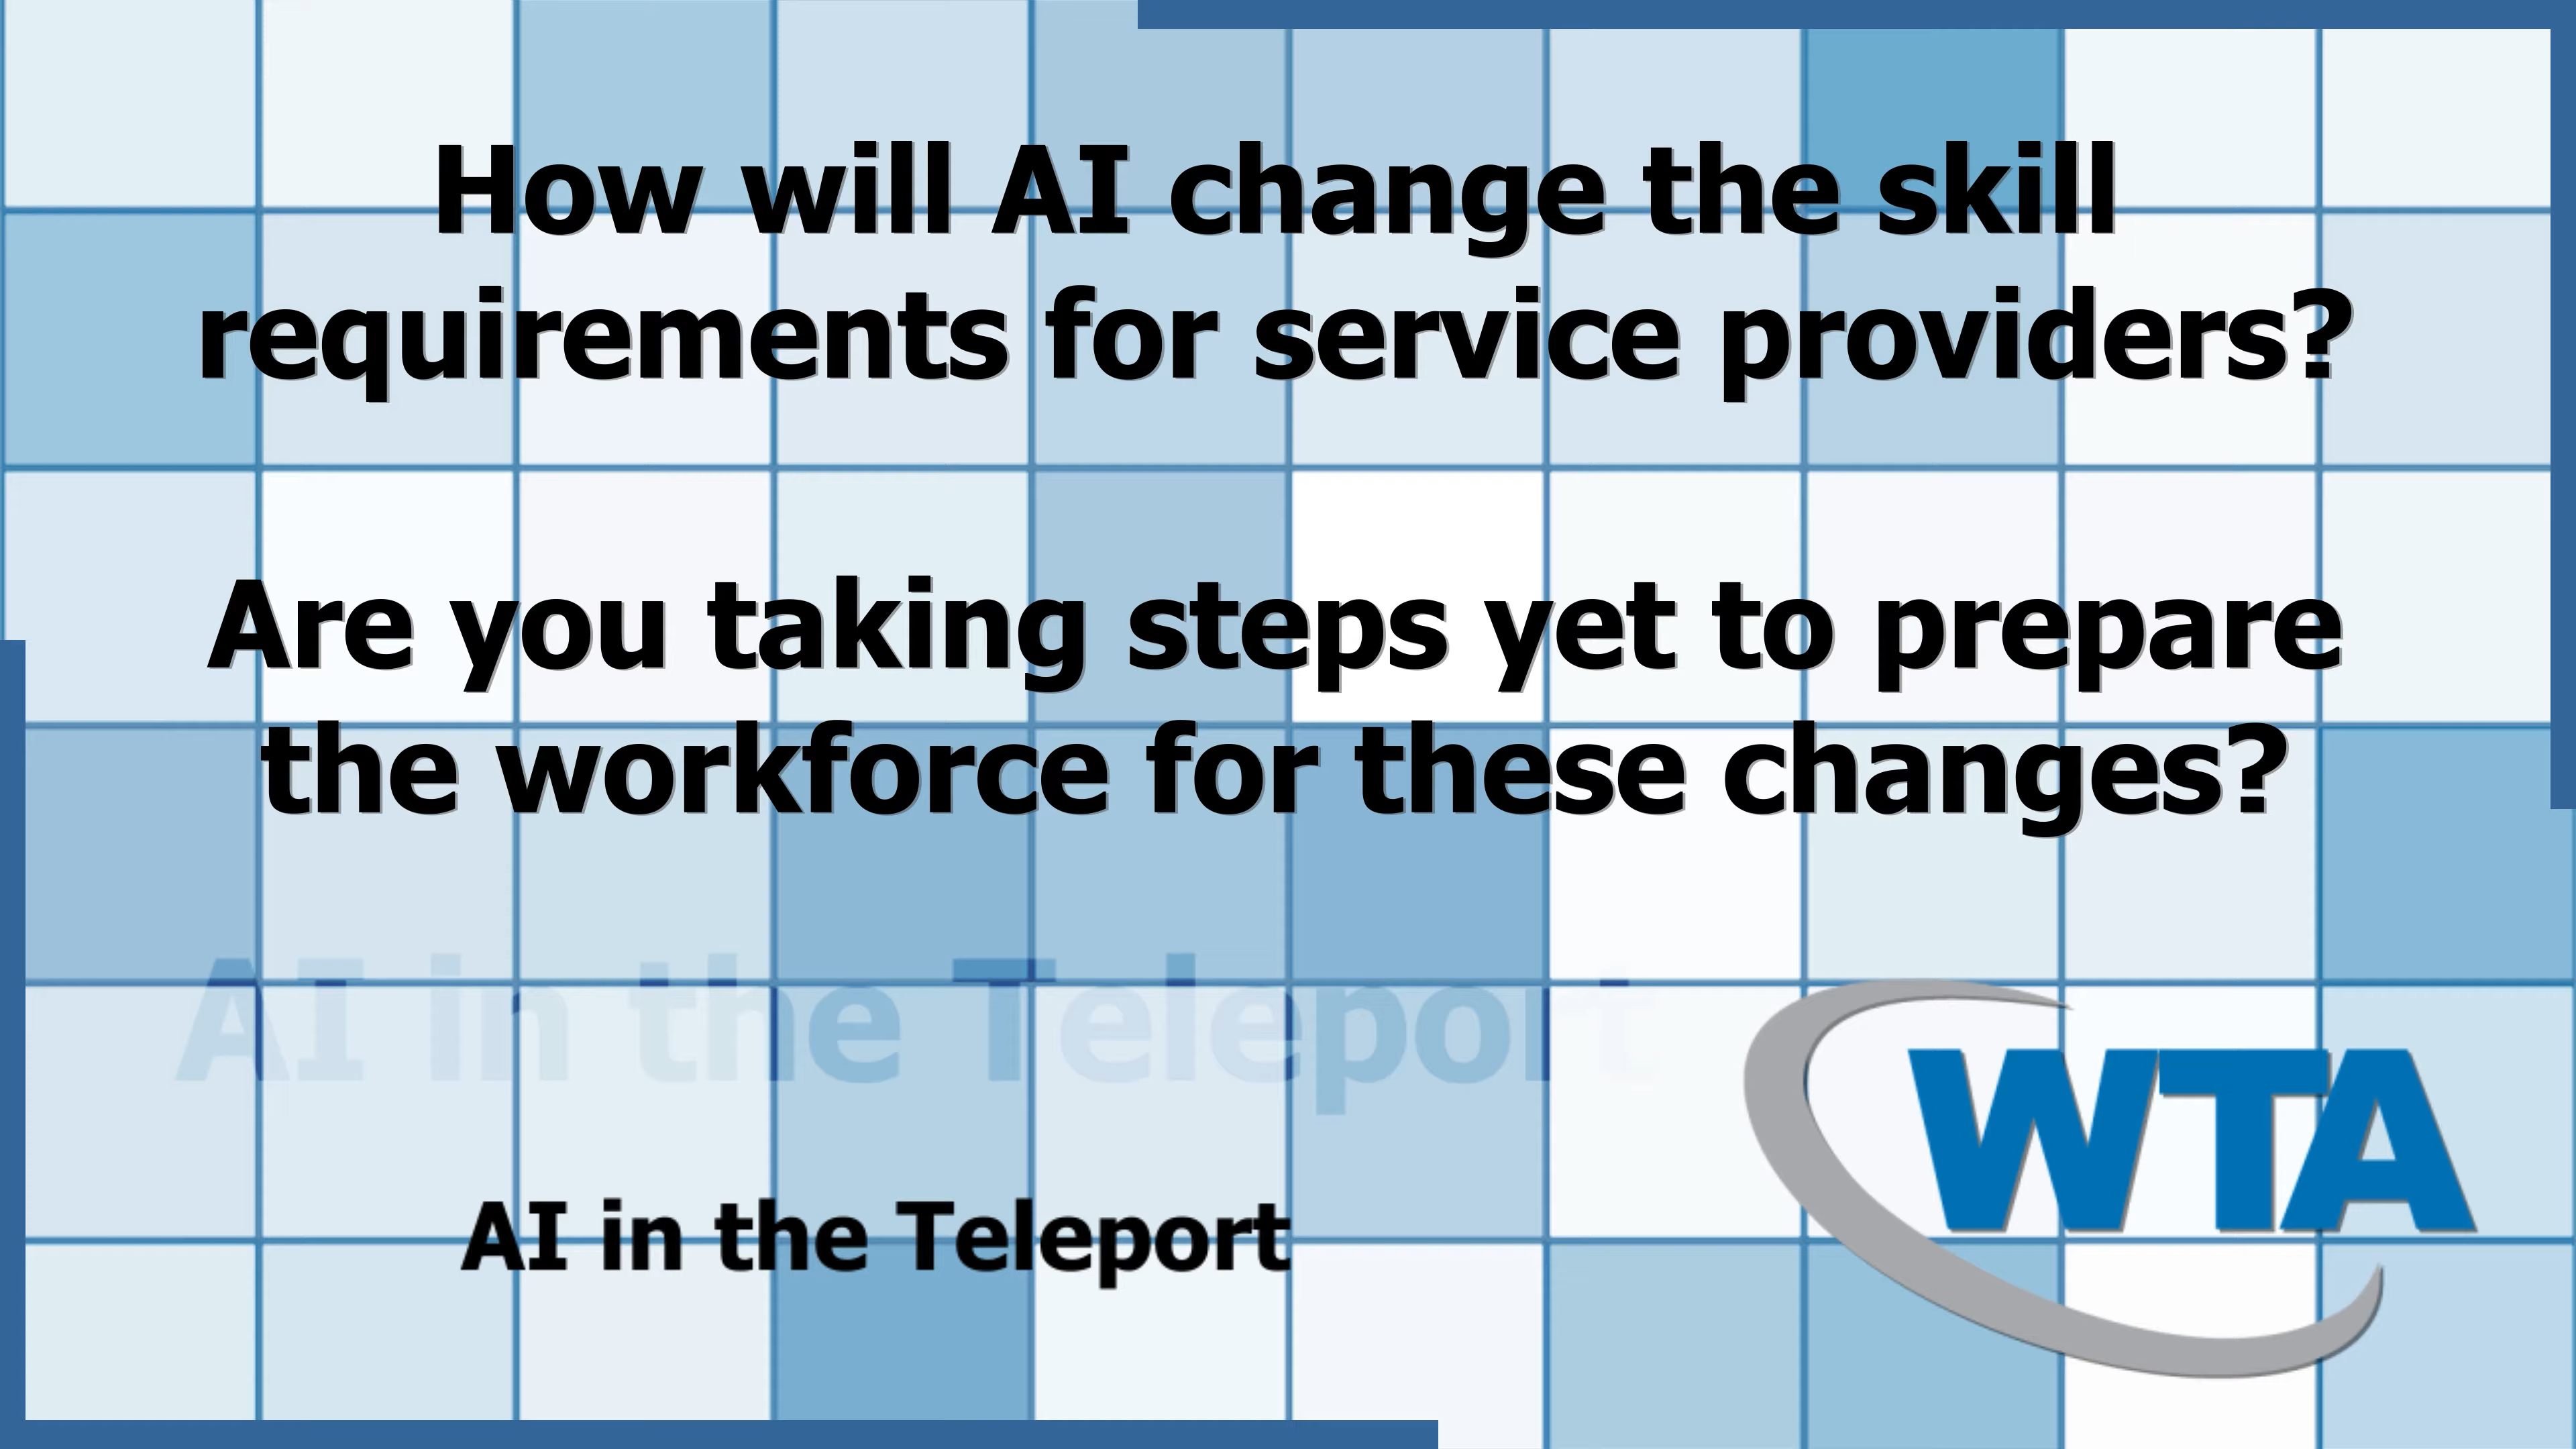 How will AI change the skill
requirements for service providers?
Are you taking steps yet to prepare
the workforce for these changes?
AI in the Teleport
AI in the Teleport
WTA